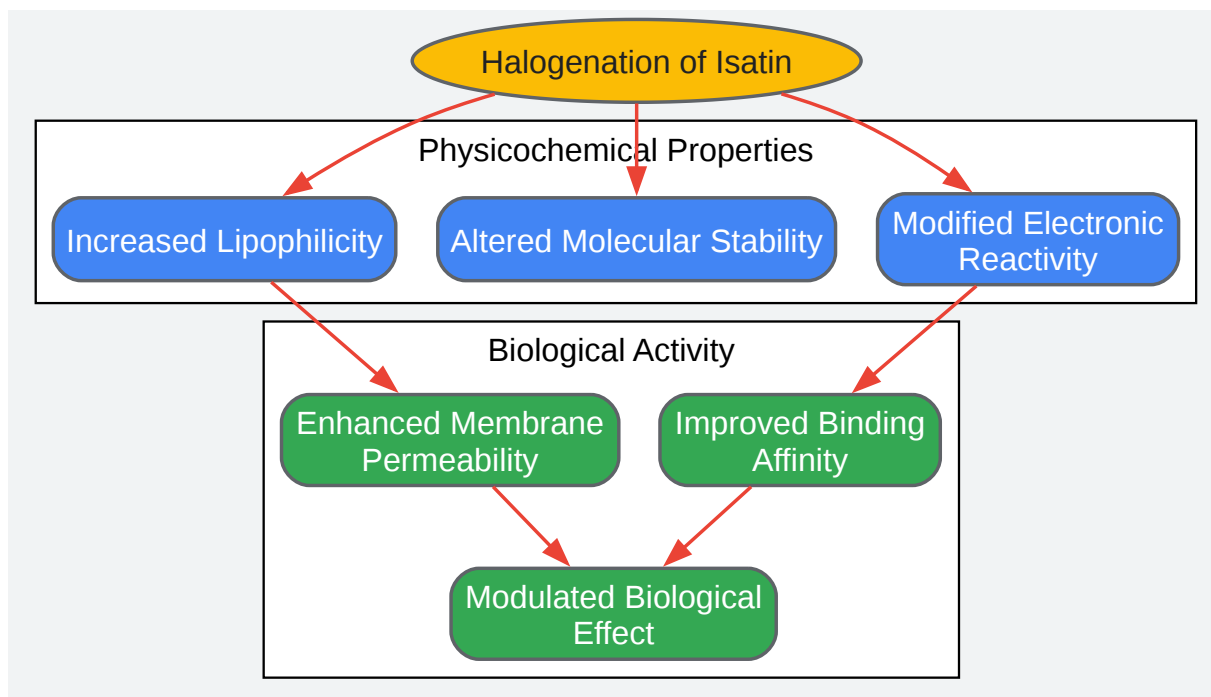 Halogenation of Isatin
Physicochemical Properties
Increased Lipophilicity
Altered Molecular Stability
Modified Electronic
Reactivity
Biological Activity
Enhanced Membrane
Permeability
Improved Binding
Affinity
Modulated Biological
Effect